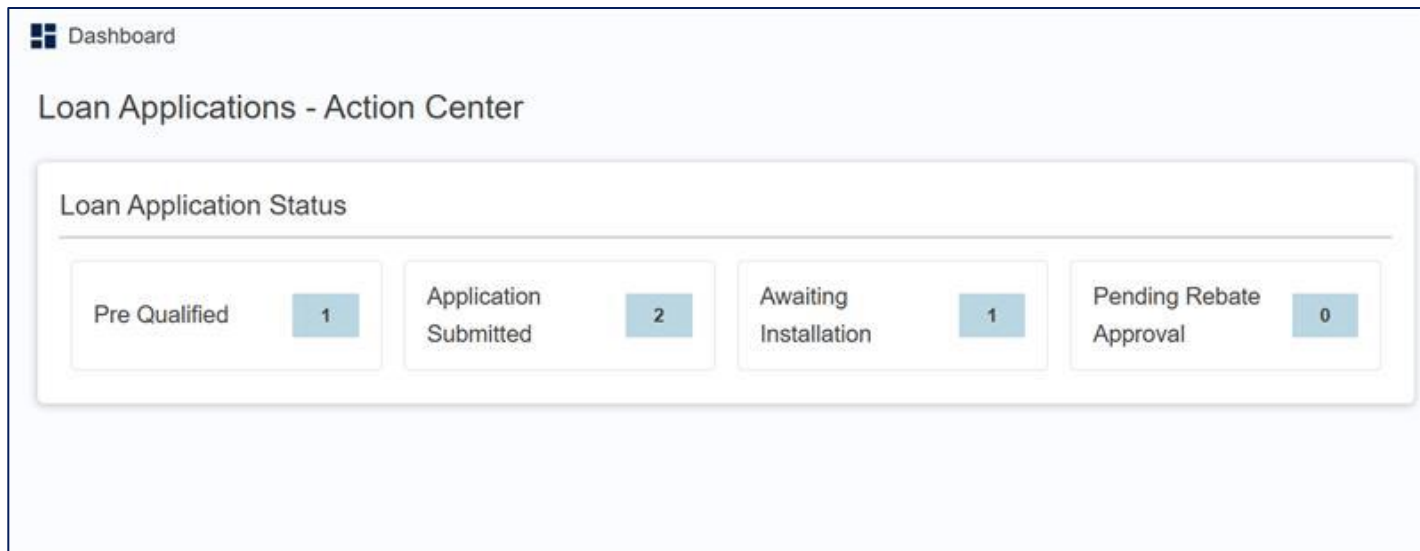 Dashboard
Loan Applications - Action Center
Loan Application Status
Pre Qualified
1
Application
Submitted
2
Awaiting
Installation
1
Pending Rebate
Approval
0